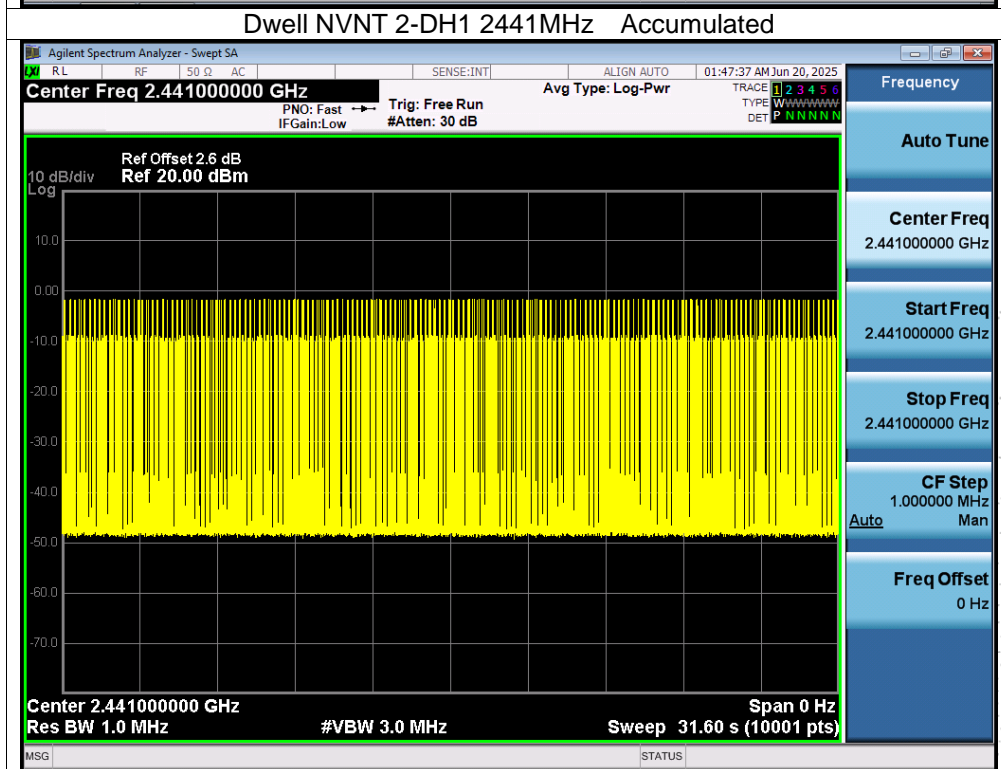 Dwell NVNT 2-DH1 2441MHz Accumulated
Agilent Spectrum Analyzer - Swept SA
LXI RL RF 50 Ω AC SENSE:INT ALIGN AUTO 01:47:37 AM Jun 20, 2025
Center Freq 2.441000000 GHz
PNO: Fast
IFGain:Low
Trig: Free Run
#Atten: 30 dB
Avg Type: Log-Pwr
TRACE 1 2 3 4 5 6
TYPE WWWWWWW
DET P N N N N N
Ref Offset 2.6 dB
10 dB/div Ref 20.00 dBm
Log
10.0
0.00
-10.0
-20.0
-30.0
-40.0
-50.0
-60.0
-70.0
Center 2.441000000 GHz Span 0 Hz
Res BW 1.0 MHz #VBW 3.0 MHz Sweep 31.60 s (10001 pts)
MSG STATUS
Frequency
Auto Tune
Center Freq
2.441000000 GHz
Start Freq
2.441000000 GHz
Stop Freq
2.441000000 GHz
CF Step
1.000000 MHz
Auto Man
Freq Offset
0 Hz